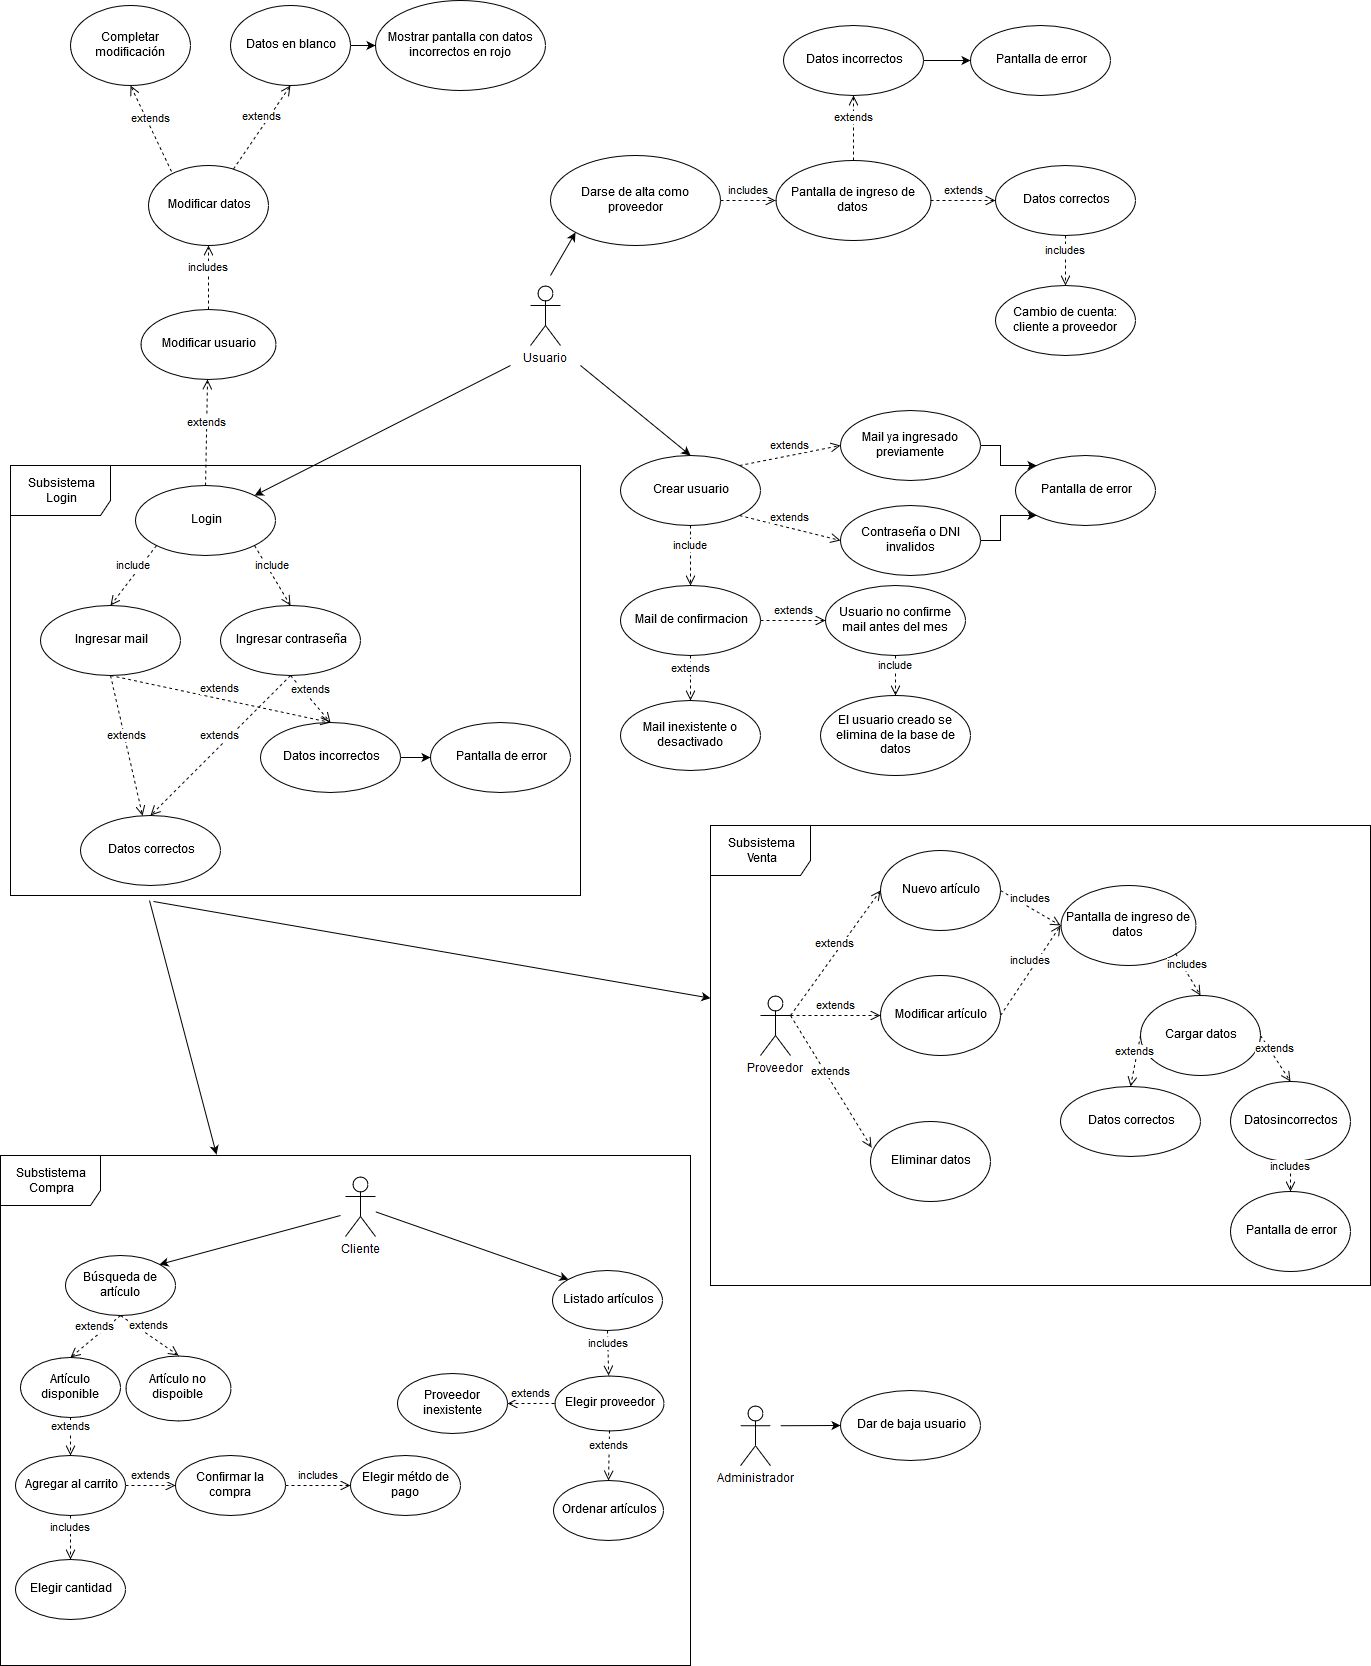 Completar
modificación
Datos en blanco
Mostrar pantalla con datos
incorrectos en rojo
extends
extends
Modificar datos
includes
Modificar usuario
extends
Datos incorrectos
Pantalla de error
extends
Darse de alta como
proveedor
includes
Pantalla de ingreso de
datos
extends
Datos correctos
includes
Cambio de cuenta:
cliente a proveedor
Usuario
Subsistema
Login
Login
include
include
Ingresar mail
Ingresar contraseña
extends
extends
extends
extends
Datos incorrectos
Pantalla de error
Datos correctos
Crear usuario
extends
Mail ya ingresado
previamente
extends
Contraseña o DNI
invalidos
Pantalla de error
include
Mail de confirmacion
extends
Usuario no confirme
mail antes del mes
extends
include
Mail inexistente o
desactivado
El usuario creado se
elimina de la base de
datos
Subsistema
Venta
Nuevo artículo
includes
Pantalla de ingreso de
datos
extends
includes
includes
extends
Modificar artículo
Cargar datos
Proveedor
extends
extends
extends
Datos correctos
Datosincorrectos
Eliminar datos
includes
Pantalla de error
Substistema
Compra
Cliente
Búsqueda de
artículo
Listado artículos
extends
extends
includes
Artículo
disponible
Artículo no
dispoible
Proveedor
inexistente
extends
Elegir proveedor
extends
extends
Agregar al carrito
extends
Confirmar la
compra
includes
Elegir métdo de
pago
Ordenar artículos
includes
Elegir cantidad
Administrador
Dar de baja usuario